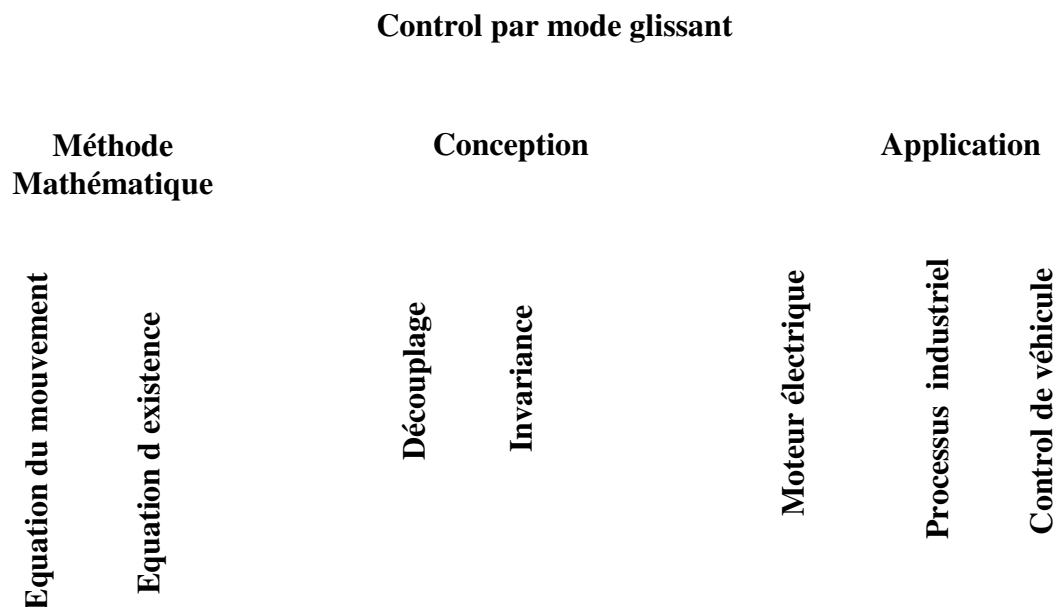 Control par mode glissant
Méthode
Mathématique
Conception
Application
Equation du mouvement
Equation d existence
Découplage
Invariance
Moteur électrique
Processus industriel
Control de véhicule